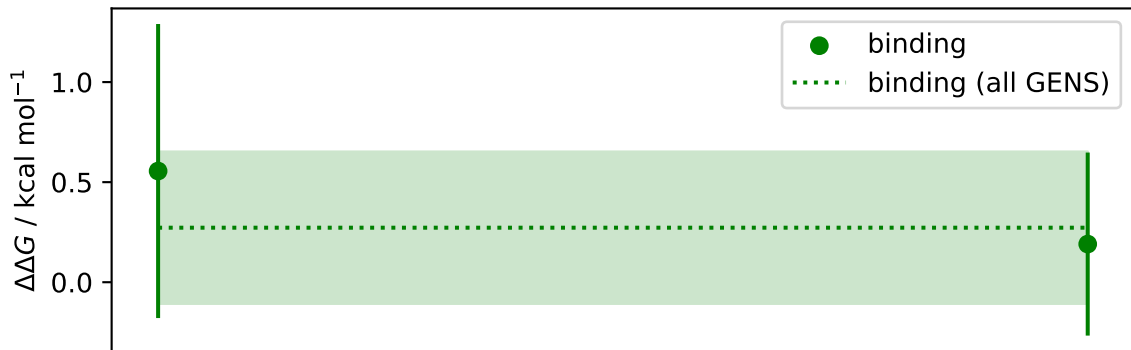 binding
binding (all GENS)
1.0
0.5
0.0
ΔΔG / kcal mol⁻¹